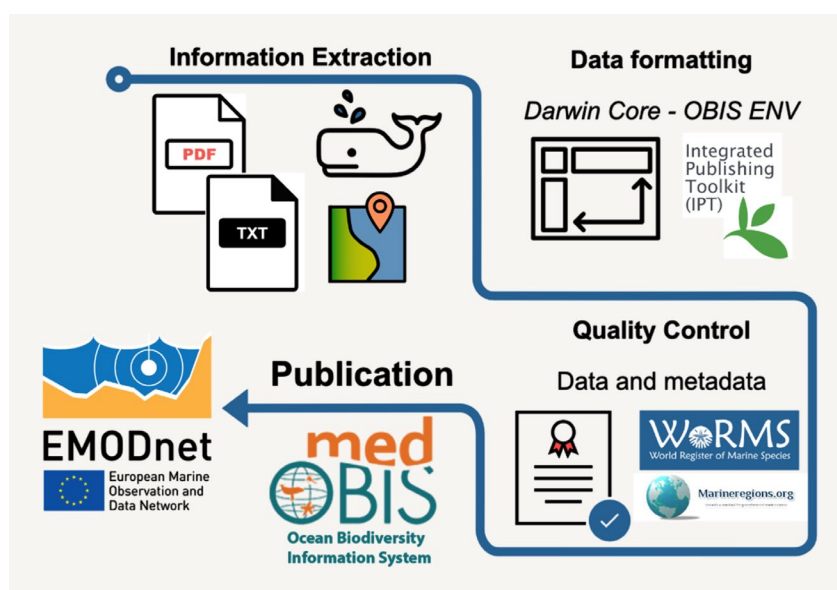 Information Extraction
PDF
TXT
Data formatting
Darwin Core - OBIS ENV
Integrated
Publishing
Toolkit
(IPT)
Quality Control
Data and metadata
WoRMS
World Register of Marine Species
Marineregions.org
Publication
EMODnet
European Marine
Observation and
Data Network
med
OBIS
Ocean Biodiversity
Information System